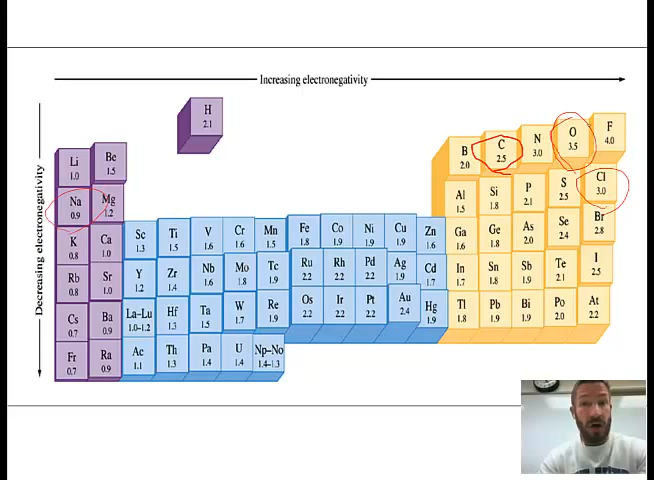 Increasing electronegativity
Decreasing electronegativity
H
2.1
Li
1.0
Be
1.5
B
2.0
C
2.5
N
3.0
O
3.5
F
4.0
Na
0.9
Mg
1.2
Al
1.5
Si
1.8
P
2.1
S
2.5
Cl
3.0
K
0.8
Ca
1.0
Sc
1.3
Ti
1.5
V
1.6
Cr
1.6
Mn
1.5
Fe
1.8
Co
1.9
Ni
1.9
Cu
1.9
Zn
1.6
Ga
1.6
Ge
1.8
As
2.0
Se
2.4
Br
2.8
Rb
0.8
Sr
1.0
Y
1.2
Zr
1.4
Nb
1.6
Mo
1.8
Tc
1.9
Ru
2.2
Rh
2.2
Pd
2.2
Ag
1.9
Cd
1.7
In
1.7
Sn
1.8
Sb
1.9
Te
2.1
I
2.5
Cs
0.7
Ba
0.9
La–Lu
1.0–1.2
Hf
1.3
Ta
1.5
W
1.7
Re
1.9
Os
2.2
Ir
2.2
Pt
2.2
Au
2.4
Hg
1.9
Tl
1.8
Pb
1.9
Bi
1.9
Po
2.0
At
2.2
Fr
0.7
Ra
0.9
Ac
1.1
Th
1.3
Pa
1.4
U
1.4
Np–No
1.4–1.3